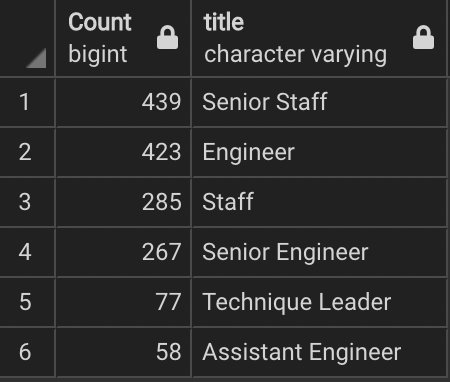 Count title
bigint character varying
1 439 Senior Staff
2 423 Engineer
3 285 Staff
4 267 Senior Engineer
5 77 Technique Leader
6 58 Assistant Engineer